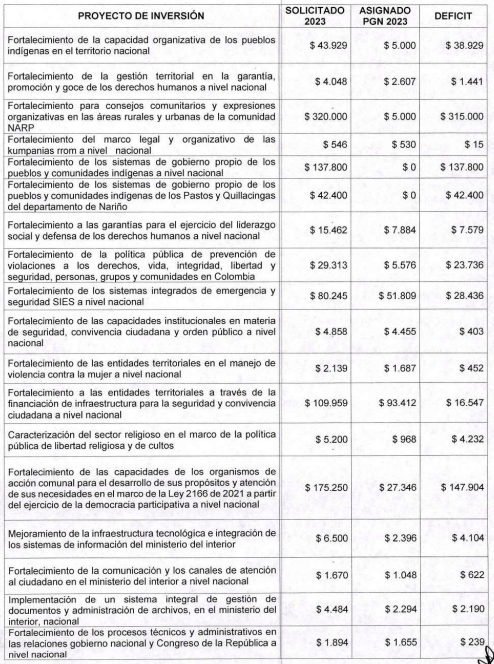 PROYECTO DE INVERSIÓN SOLICITADO 2023 ASIGNADO PGN 2023 DEFICIT
Fortalecimiento de la capacidad organizativa de los pueblos
indígenas en el territorio nacional
$ 43.929 $ 5.000 $ 38.929
Fortalecimiento de la gestión territorial en la garantía,
promoción y goce de los derechos humanos a nivel nacional
$ 4.048 $ 2.607 $ 1.441
Fortalecimiento para consejos comunitarios y expresiones
organizativas en las áreas rurales y urbanas de la comunidad
NARP
$ 320.000 $ 5.000 $ 315.000
Fortalecimiento del marco legal y organizativo de las
kumpanias rrom a nivel nacional
$ 546 $ 530 $ 15
Fortalecimiento de los sistemas de gobierno propio de los
pueblos y comunidades indígenas a nivel nacional
$ 137.800 $ 0 $ 137.800
Fortalecimiento de los sistemas de gobierno propio de los
pueblos y comunidades indígenas de los Pastos y Quillacingas
del departamento de Nariño
$ 42.400 $ 0 $ 42.400
Fortalecimiento a las garantías para el ejercicio del liderazgo
social y defensa de los derechos humanos a nivel nacional
$ 15.462 $ 7.884 $ 7.579
Fortalecimiento de la política pública de prevención de
violaciones a los derechos, vida, integridad, libertad y
seguridad, personas, grupos y comunidades en Colombia
$ 29.313 $ 5.576 $ 23.736
Fortalecimiento de los sistemas integrados de emergencia y
seguridad SIES a nivel nacional
$ 80.245 $ 51.809 $ 28.436
Fortalecimiento de las capacidades institucionales en materia
de seguridad, convivencia ciudadana y orden público a nivel
nacional
$ 4.858 $ 4.455 $ 403
Fortalecimiento de las entidades territoriales en el manejo de
violencia contra la mujer a nivel nacional
$ 2.139 $ 1.687 $ 452
Fortalecimiento a las entidades territoriales a través de la
financiación de infraestructura para la seguridad y convivencia
ciudadana a nivel nacional
$ 109.959 $ 93.412 $ 16.547
Caracterización del sector religioso en el marco de la política
pública de libertad religiosa y de cultos
$ 5.200 $ 968 $ 4.232
Fortalecimiento de las capacidades de los organismos de
acción comunal para el desarrollo de sus propósitos y atención
de sus necesidades en el marco de la Ley 2166 de 2021 a partir
del ejercicio de la democracia participativa a nivel nacional
$ 175.250 $ 27.346 $ 147.904
Mejoramiento de la infraestructura tecnológica e integración de
los sistemas de información del ministerio del interior
$ 6.500 $ 2.396 $ 4.104
Fortalecimiento de la comunicación y los canales de atención
al ciudadano en el ministerio del interior a nivel nacional
$ 1.670 $ 1.048 $ 622
Implementación de un sistema integral de gestión de
documentos y administración de archivos, en el ministerio del
interior, nacional
$ 4.484 $ 2.294 $ 2.190
Fortalecimiento de los procesos técnicos y administrativos en
las relaciones gobierno nacional y Congreso de la República a
nivel nacional
$ 1.894 $ 1.655 $ 239